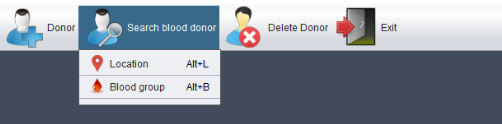 Donor Search blood donor Delete Donor Exit
Location Alt+L
Blood group Alt+B